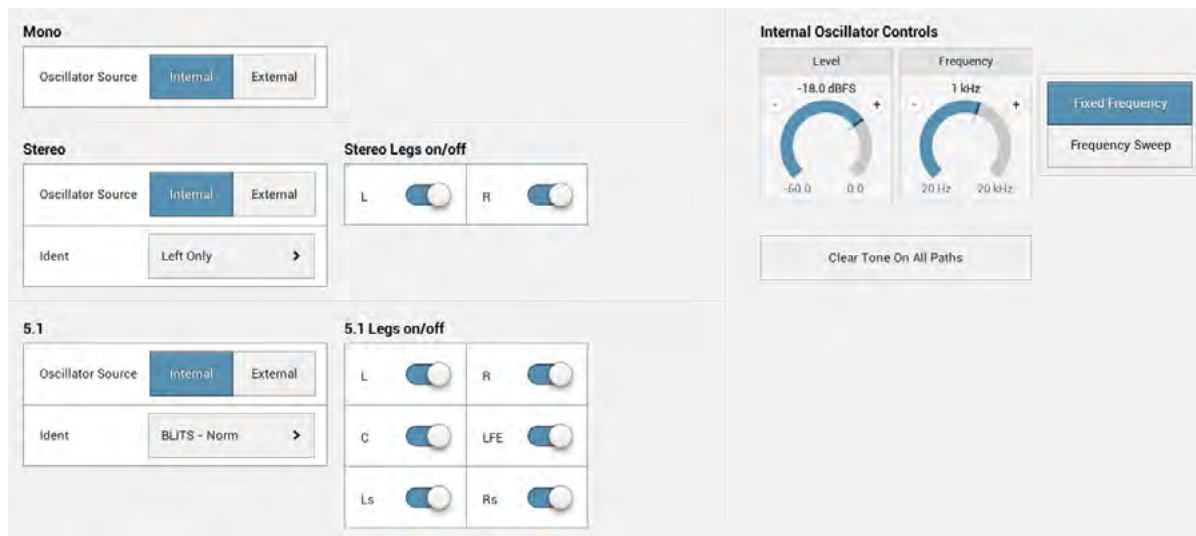 Mono
Oscillator Source Internal External
Stereo
Oscillator Source Internal External
Ident Left Only >
Stereo Legs on/off
L R
5.1
Oscillator Source Internal External
Ident BLITS - Norm >
5.1 Legs on/off
L R
C LFE
Ls Rs
Internal Oscillator Controls
Level Frequency
-18.0 dBFS 1 kHz
- + - +
-60.0 0.0 20 Hz 20 kHz
Fixed Frequency
Frequency Sweep
Clear Tone On All Paths